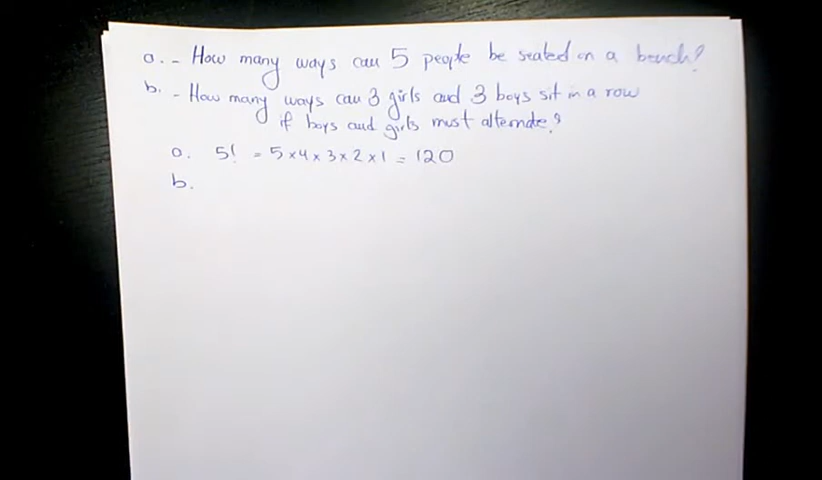 a. - How many ways can 5 people be seated on a bench?
b. - How many ways can 3 girls and 3 boys sit in a row
if boys and girls must alternate?
a. 5! = 5 x 4 x 3 x 2 x 1 = 120
b.